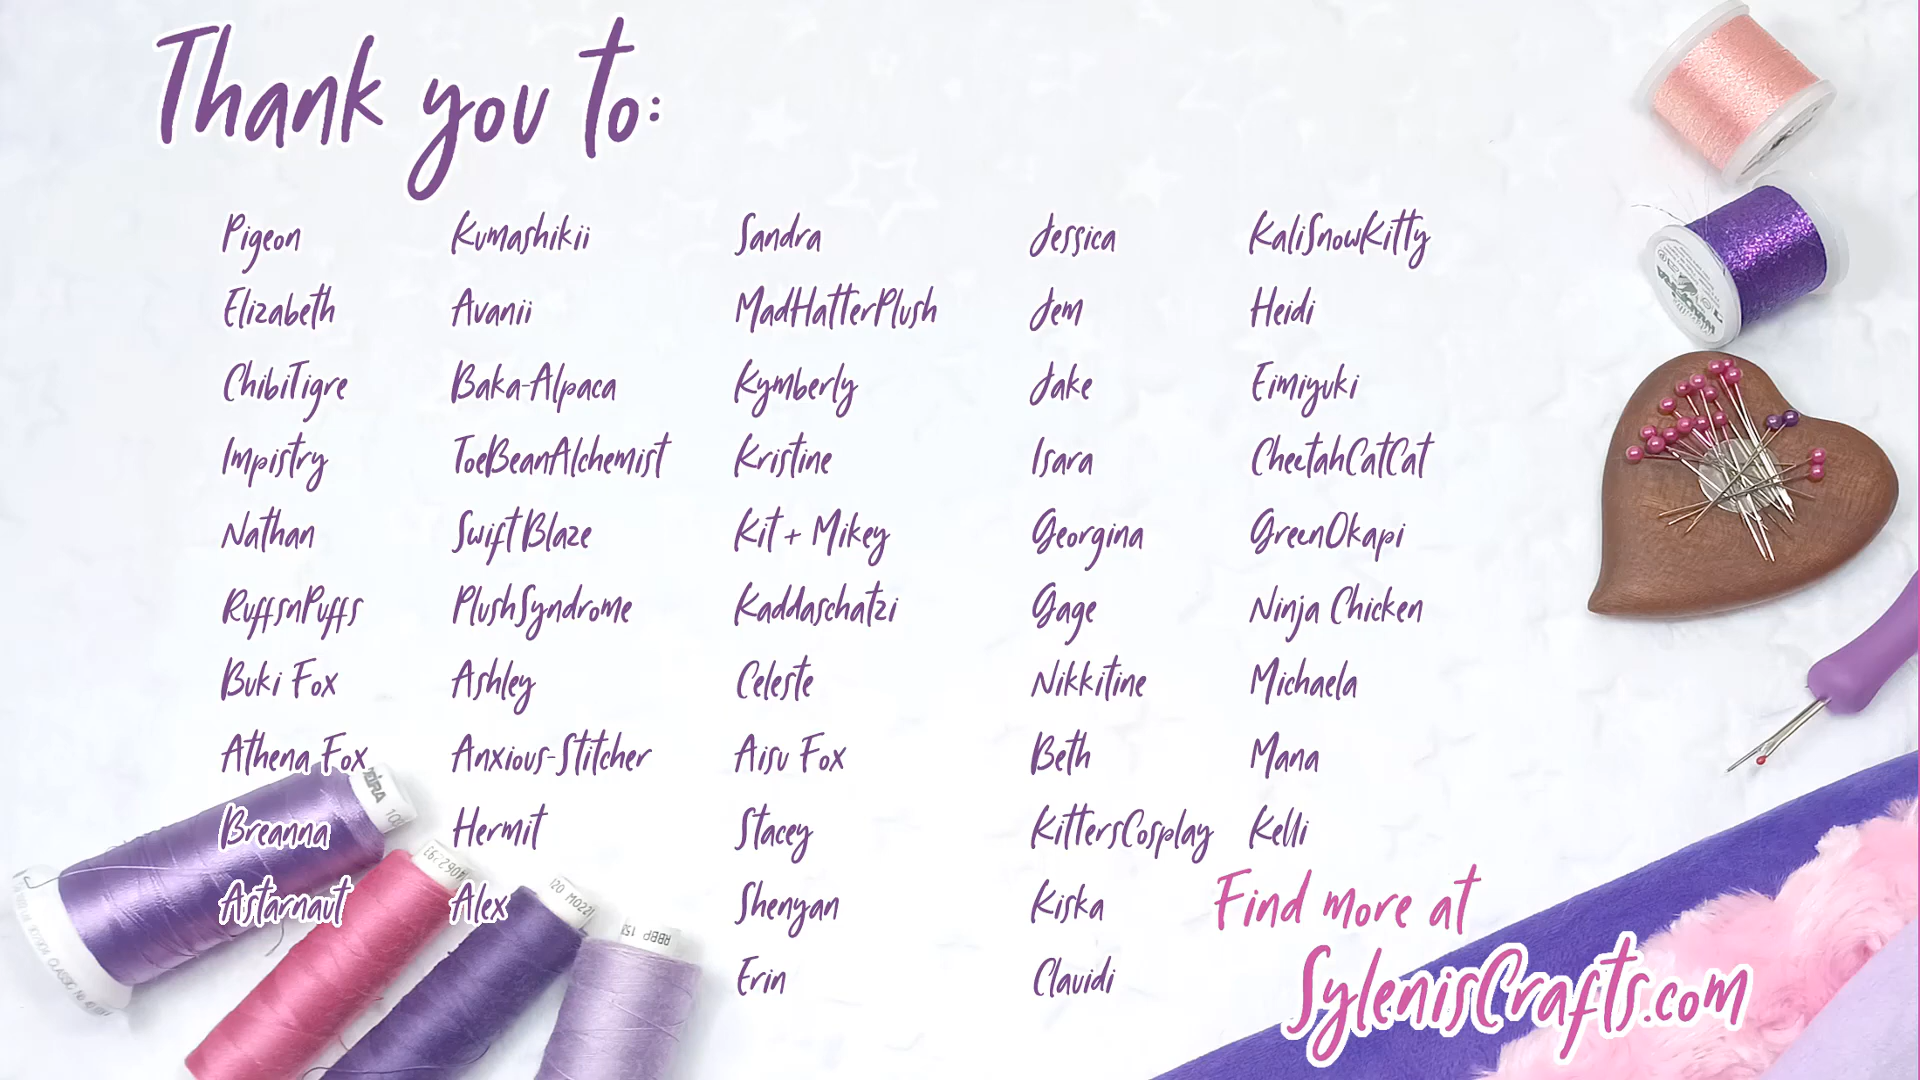 Thank you to:
Pigeon
Elizabeth
ChibiTigre
Impistry
Nathan
RuffsnPuffs
Buki Fox
Athena Fox
Breanna
Astarnaut
Kumashikii
Avanii
Baka-Alpaca
ToeBeanAlchemist
SwiftBlaze
PlushSyndrome
Ashley
Anxious-Stitcher
Hermit
Alex
Sandra
MadHatterPlush
Kymberly
Kristine
Kit + Mikey
Kaddaschatzi
Celeste
Aisu Fox
Stacey
Shenyan
Erin
Jessica
Jem
Jake
Isara
Georgina
Gage
Nikkitine
Beth
KittersCosplay
Kiska
Clauidi
KaliSnowKitty
Heidi
Eimiyuki
CheetahCatCat
GreenOkapi
Ninja Chicken
Michaela
Mana
Kelli
Find more at
SylenisCrafts.com